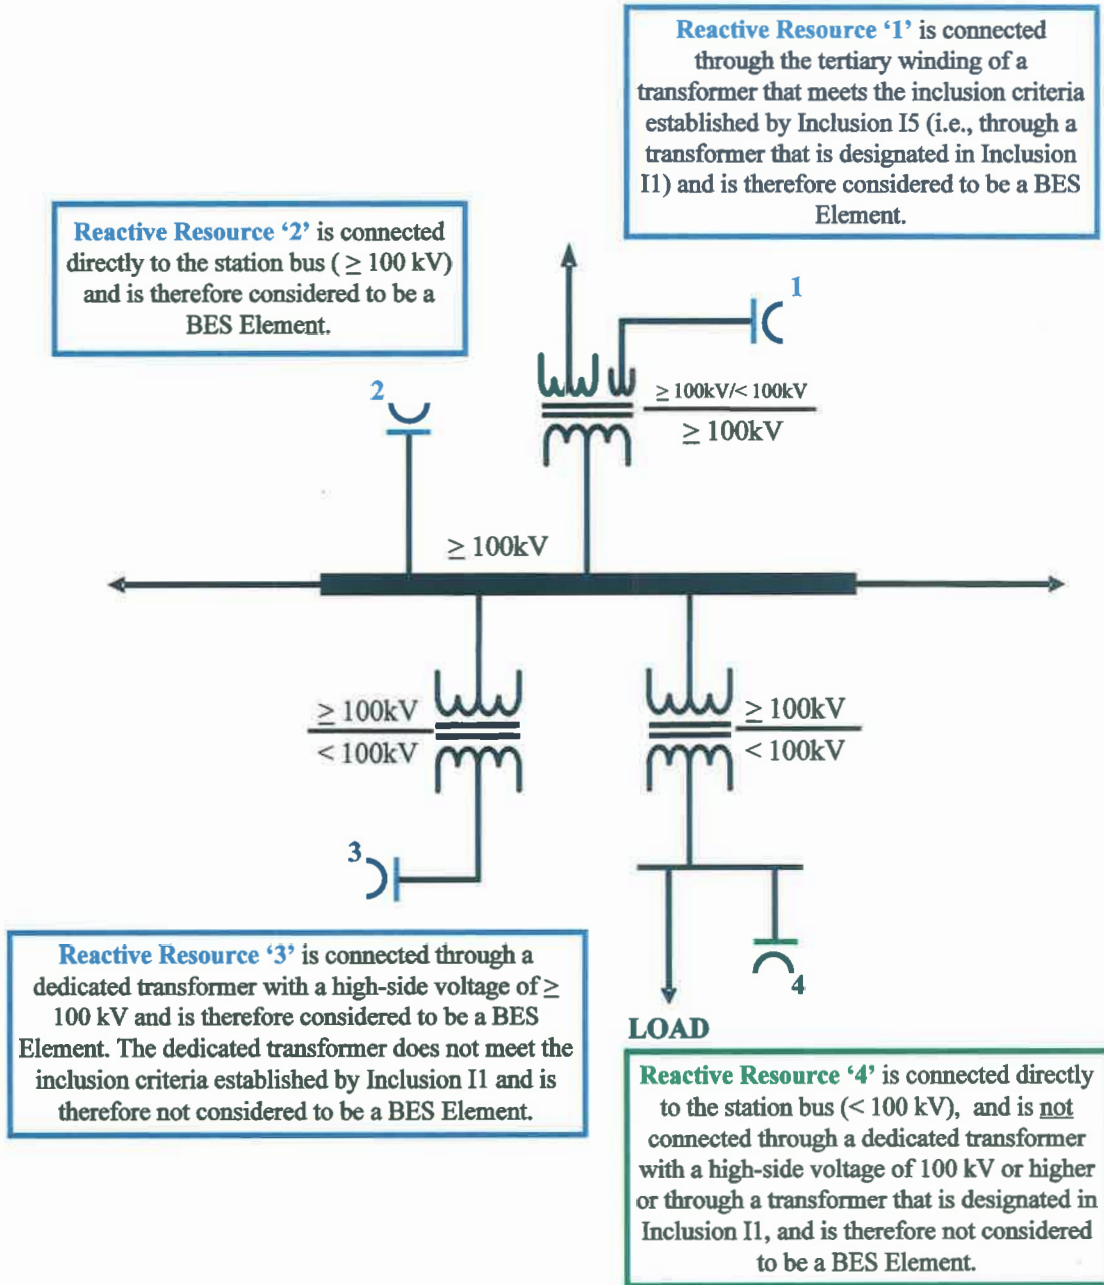 Reactive Resource ‘1’ is connected
through the tertiary winding of a
transformer that meets the inclusion criteria
established by Inclusion I5 (i.e., through a
transformer that is designated in Inclusion
I1) and is therefore considered to be a BES
Element.
Reactive Resource ‘2’ is connected
directly to the station bus ( ≥ 100 kV)
and is therefore considered to be a
BES Element.
1
2
≥ 100kV/< 100kV
≥ 100kV
≥ 100kV
≥ 100kV
< 100kV
≥ 100kV
< 100kV
3
4
LOAD
Reactive Resource ‘3’ is connected through a
dedicated transformer with a high-side voltage of ≥
100 kV and is therefore considered to be a BES
Element. The dedicated transformer does not meet the
inclusion criteria established by Inclusion I1 and is
therefore not considered to be a BES Element.
Reactive Resource ‘4’ is connected directly
to the station bus (< 100 kV), and is not
connected through a dedicated transformer
with a high-side voltage of 100 kV or higher
or through a transformer that is designated in
Inclusion I1, and is therefore not considered
to be a BES Element.